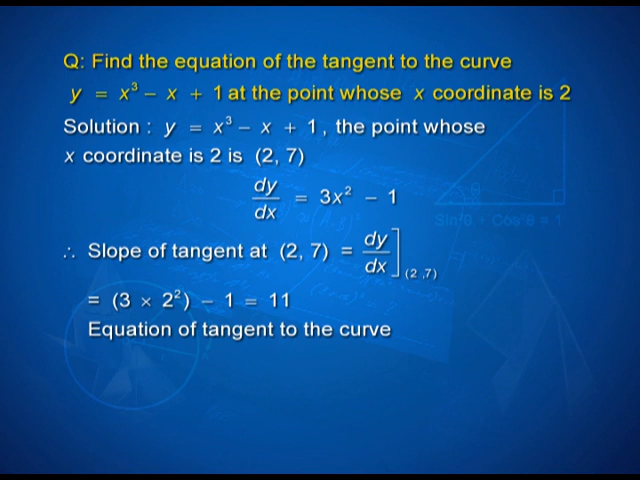 Q: Find the equation of the tangent to the curve
y = x³ – x + 1 at the point whose x coordinate is 2
Solution : y = x³ – x + 1 , the point whose
x coordinate is 2 is (2, 7)
dy/dx = 3x² – 1
∴ Slope of tangent at (2, 7) = dy/dx](2 ,7)
= (3 × 2²) – 1 = 11
Equation of tangent to the curve